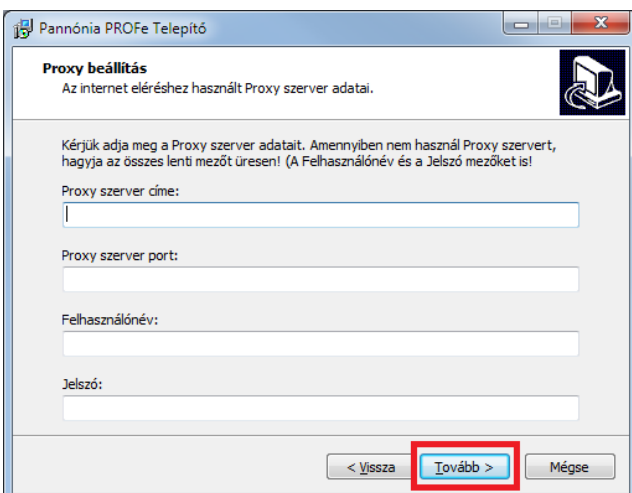 Pannónia PROFe Telepítő
Proxy beállítás
Az internet eléréshez használt Proxy szerver adatai.
Kérjük adja meg a Proxy szerver adatait. Amennyiben nem használ Proxy szervert,
hagyja az összes lenti mezőt üresen! (A Felhasználónév és a Jelszó mezőket is!
Proxy szerver címe:
Proxy szerver port:
Felhasználónév:
Jelszó:
< Vissza
Tovább >
Mégse